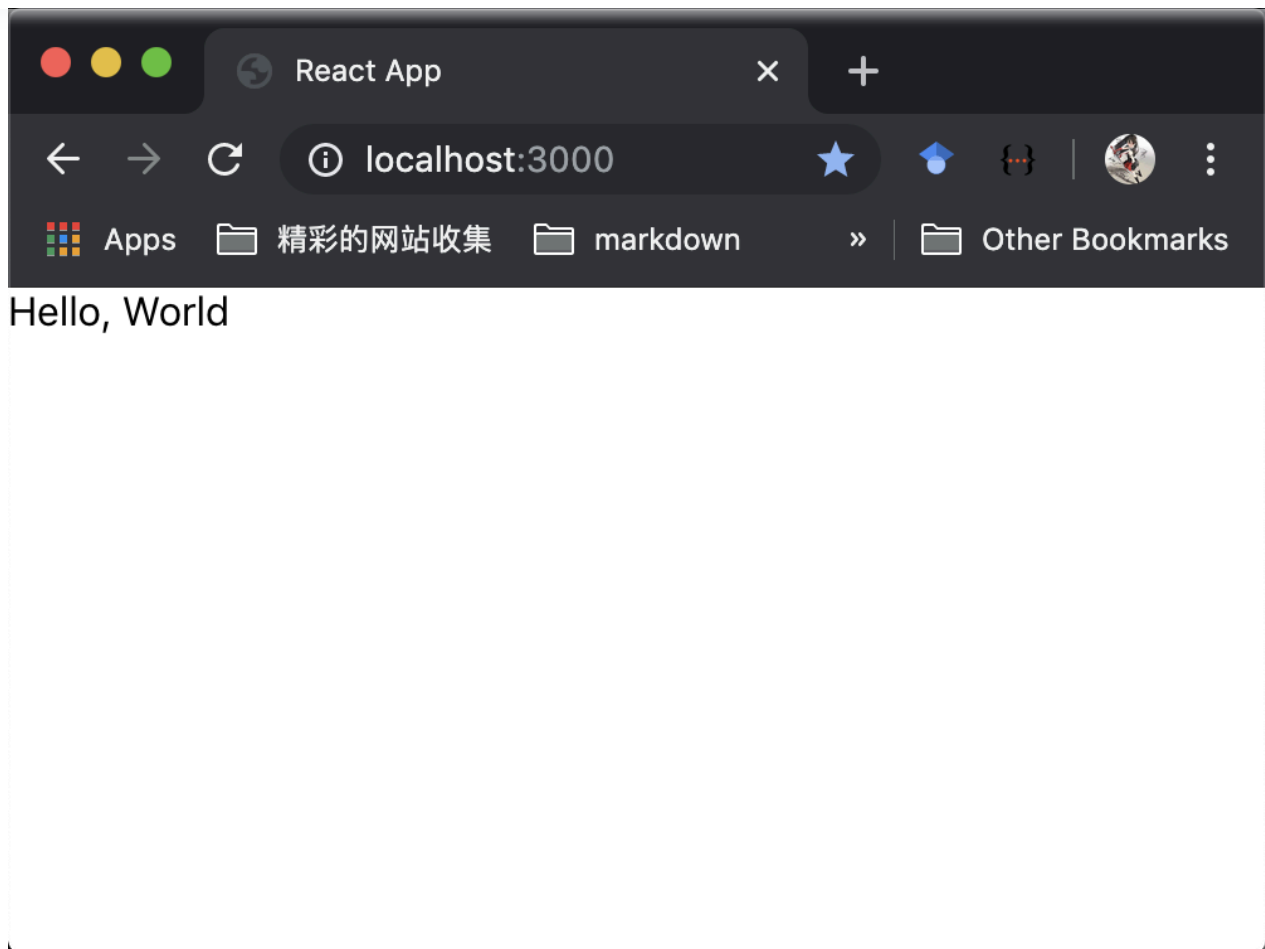 React App
localhost:3000
Apps 精彩的网站收集 markdown » Other Bookmarks
Hello, World